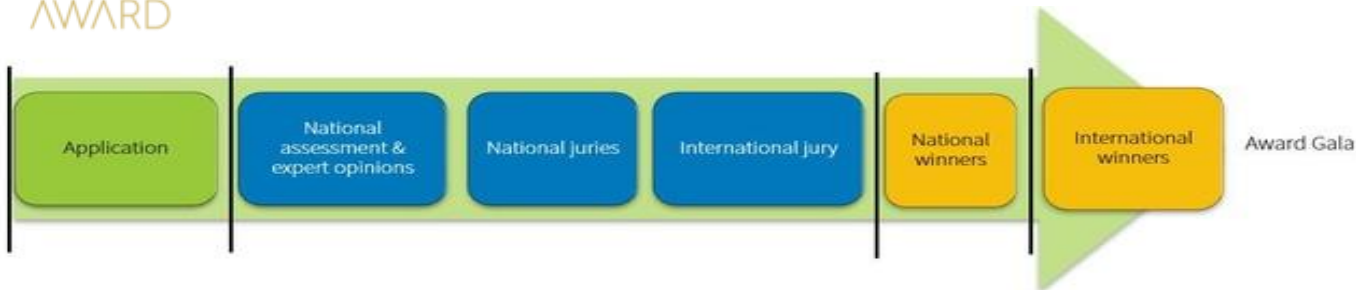 AWARD
Application
National
assessment &
expert opinions
National juries
International jury
National
winners
International
winners
Award Gala